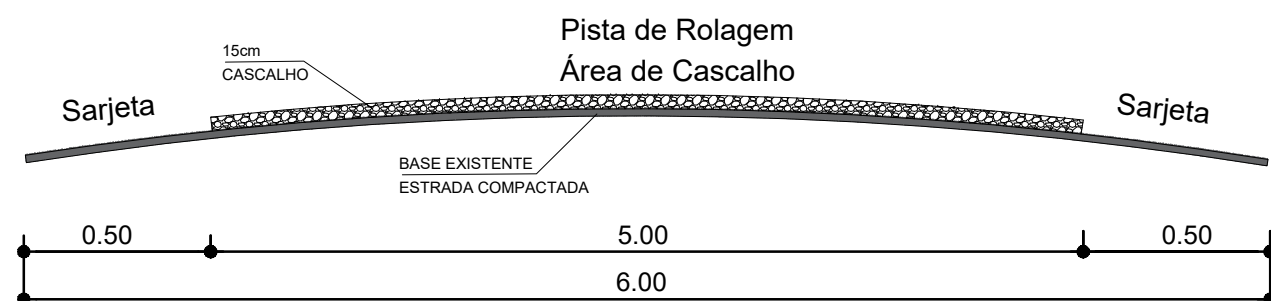 Pista de Rolagem
Área de Cascalho
15cm
CASCALHO
Sarjeta
Sarjeta
BASE EXISTENTE
ESTRADA COMPACTADA
0.50
5.00
0.50
6.00